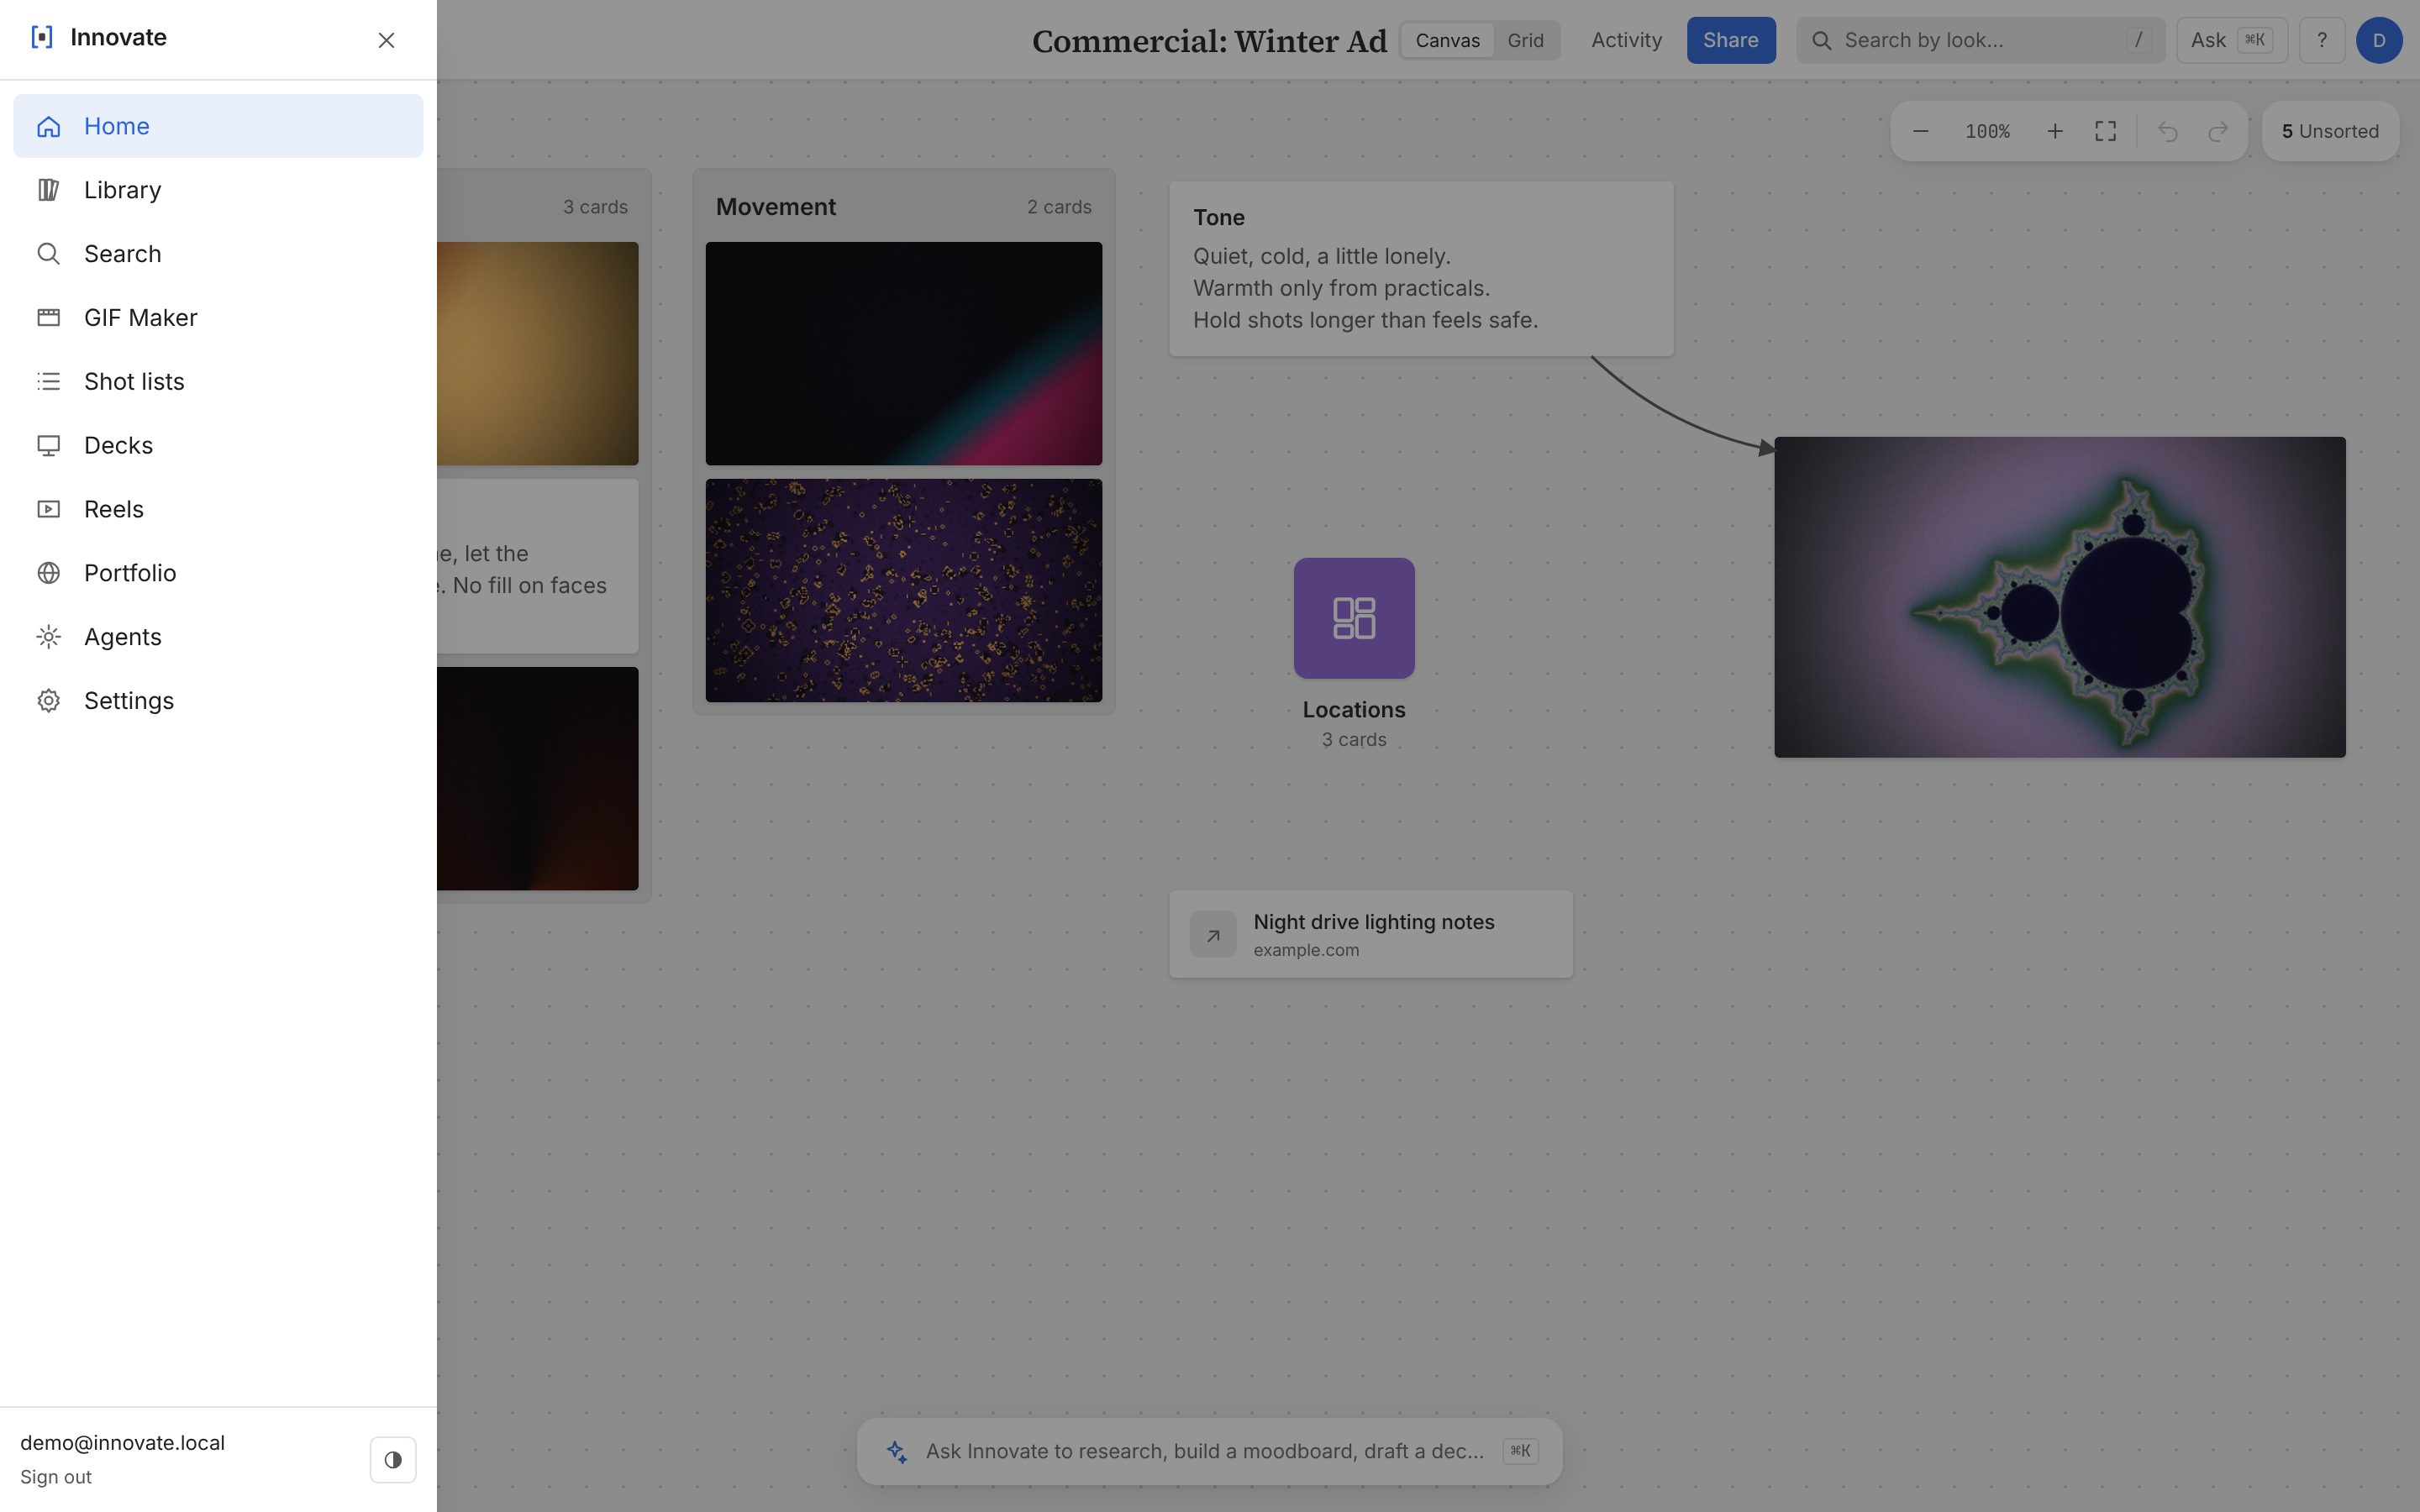 Innovate
Home
Library
Search
GIF Maker
Shot lists
Decks
Reels
Portfolio
Agents
Settings
demo@innovate.local
Sign out
Commercial: Winter Ad
Canvas
Grid
Activity
Share
Search by look...
/
Ask ⌘K
?
D
100%
5 Unsorted
3 cards
e, let the
. No fill on faces
Movement
2 cards
Tone
Quiet, cold, a little lonely.
Warmth only from practicals.
Hold shots longer than feels safe.
Locations
3 cards
Night drive lighting notes
example.com
Ask Innovate to research, build a moodboard, draft a dec... ⌘K